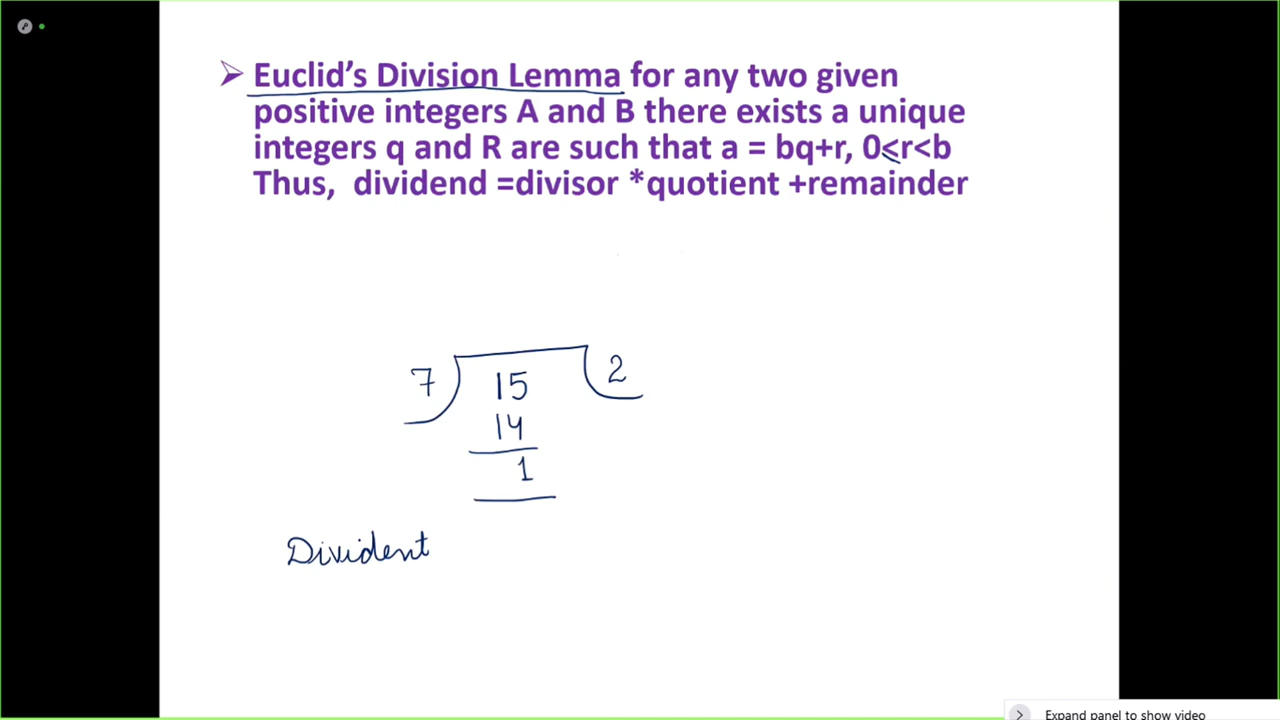 ➢ Euclid's Division Lemma for any two given
positive integers A and B there exists a unique
integers q and R are such that a = bq+r, 0≤r<b
Thus, dividend =divisor *quotient +remainder
7 15 2
14
1
Divident
Expand panel to show video